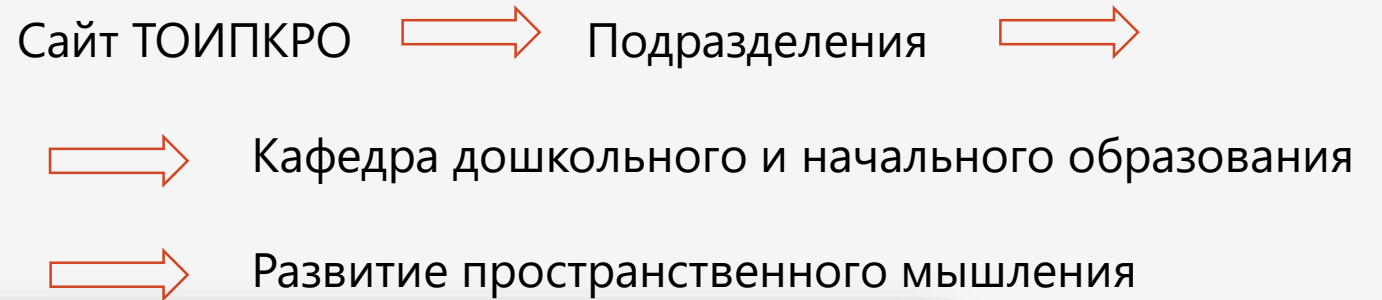 Сайт ТОИПКРО Подразделения
Кафедра дошкольного и начального образования
Развитие пространственного мышления